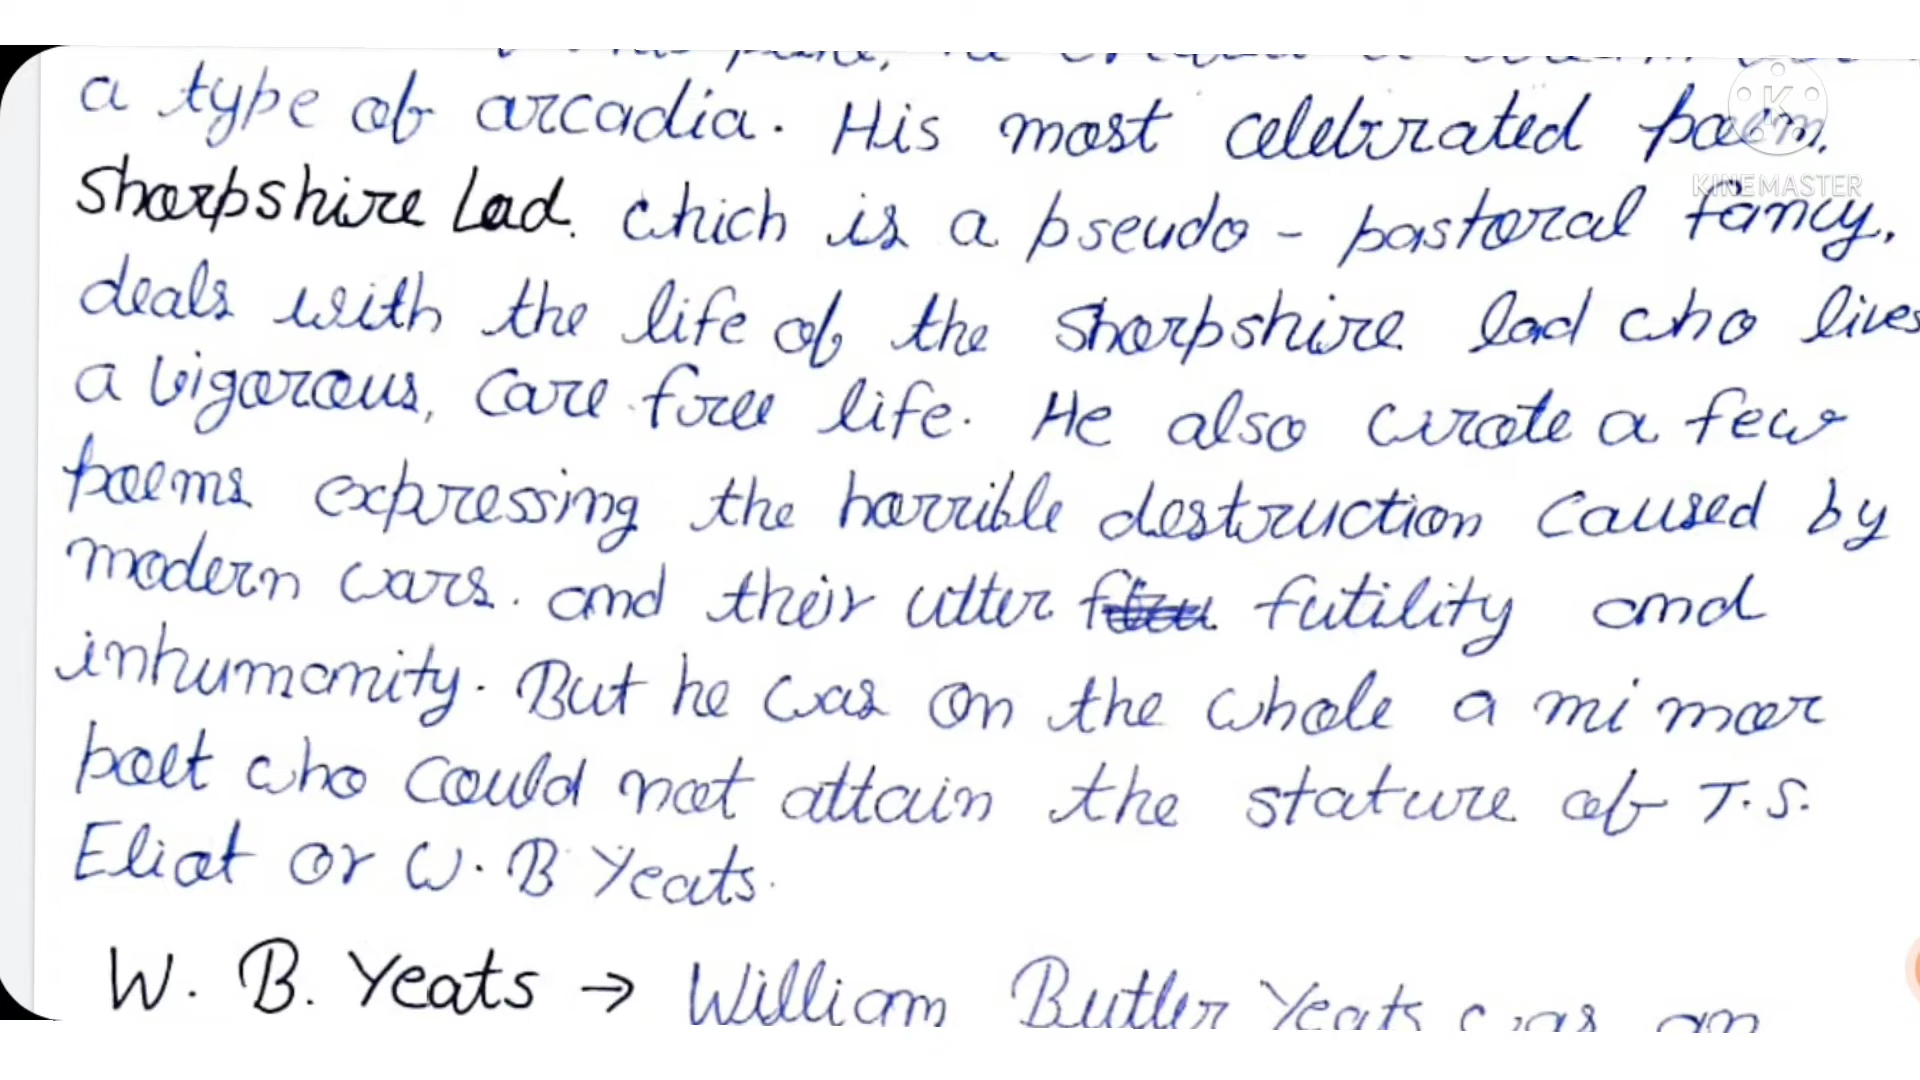 a type of arcadia. His most celebrated poem,
KINEMASTER
Sharpshire Lad. which is a pseudo - pastoral fancy,
deals with the life of the Sharpshire lad who lives
a vigorous, care free life. He also wrote a few
poems expressing the horrible destruction caused by
modern wars. and their utter futility and
inhumanity. But he was on the whole a minor
poet who could not attain the stature of T.S.
Eliot or W.B Yeats.
W. B. Yeats → William Butler Yeats was an